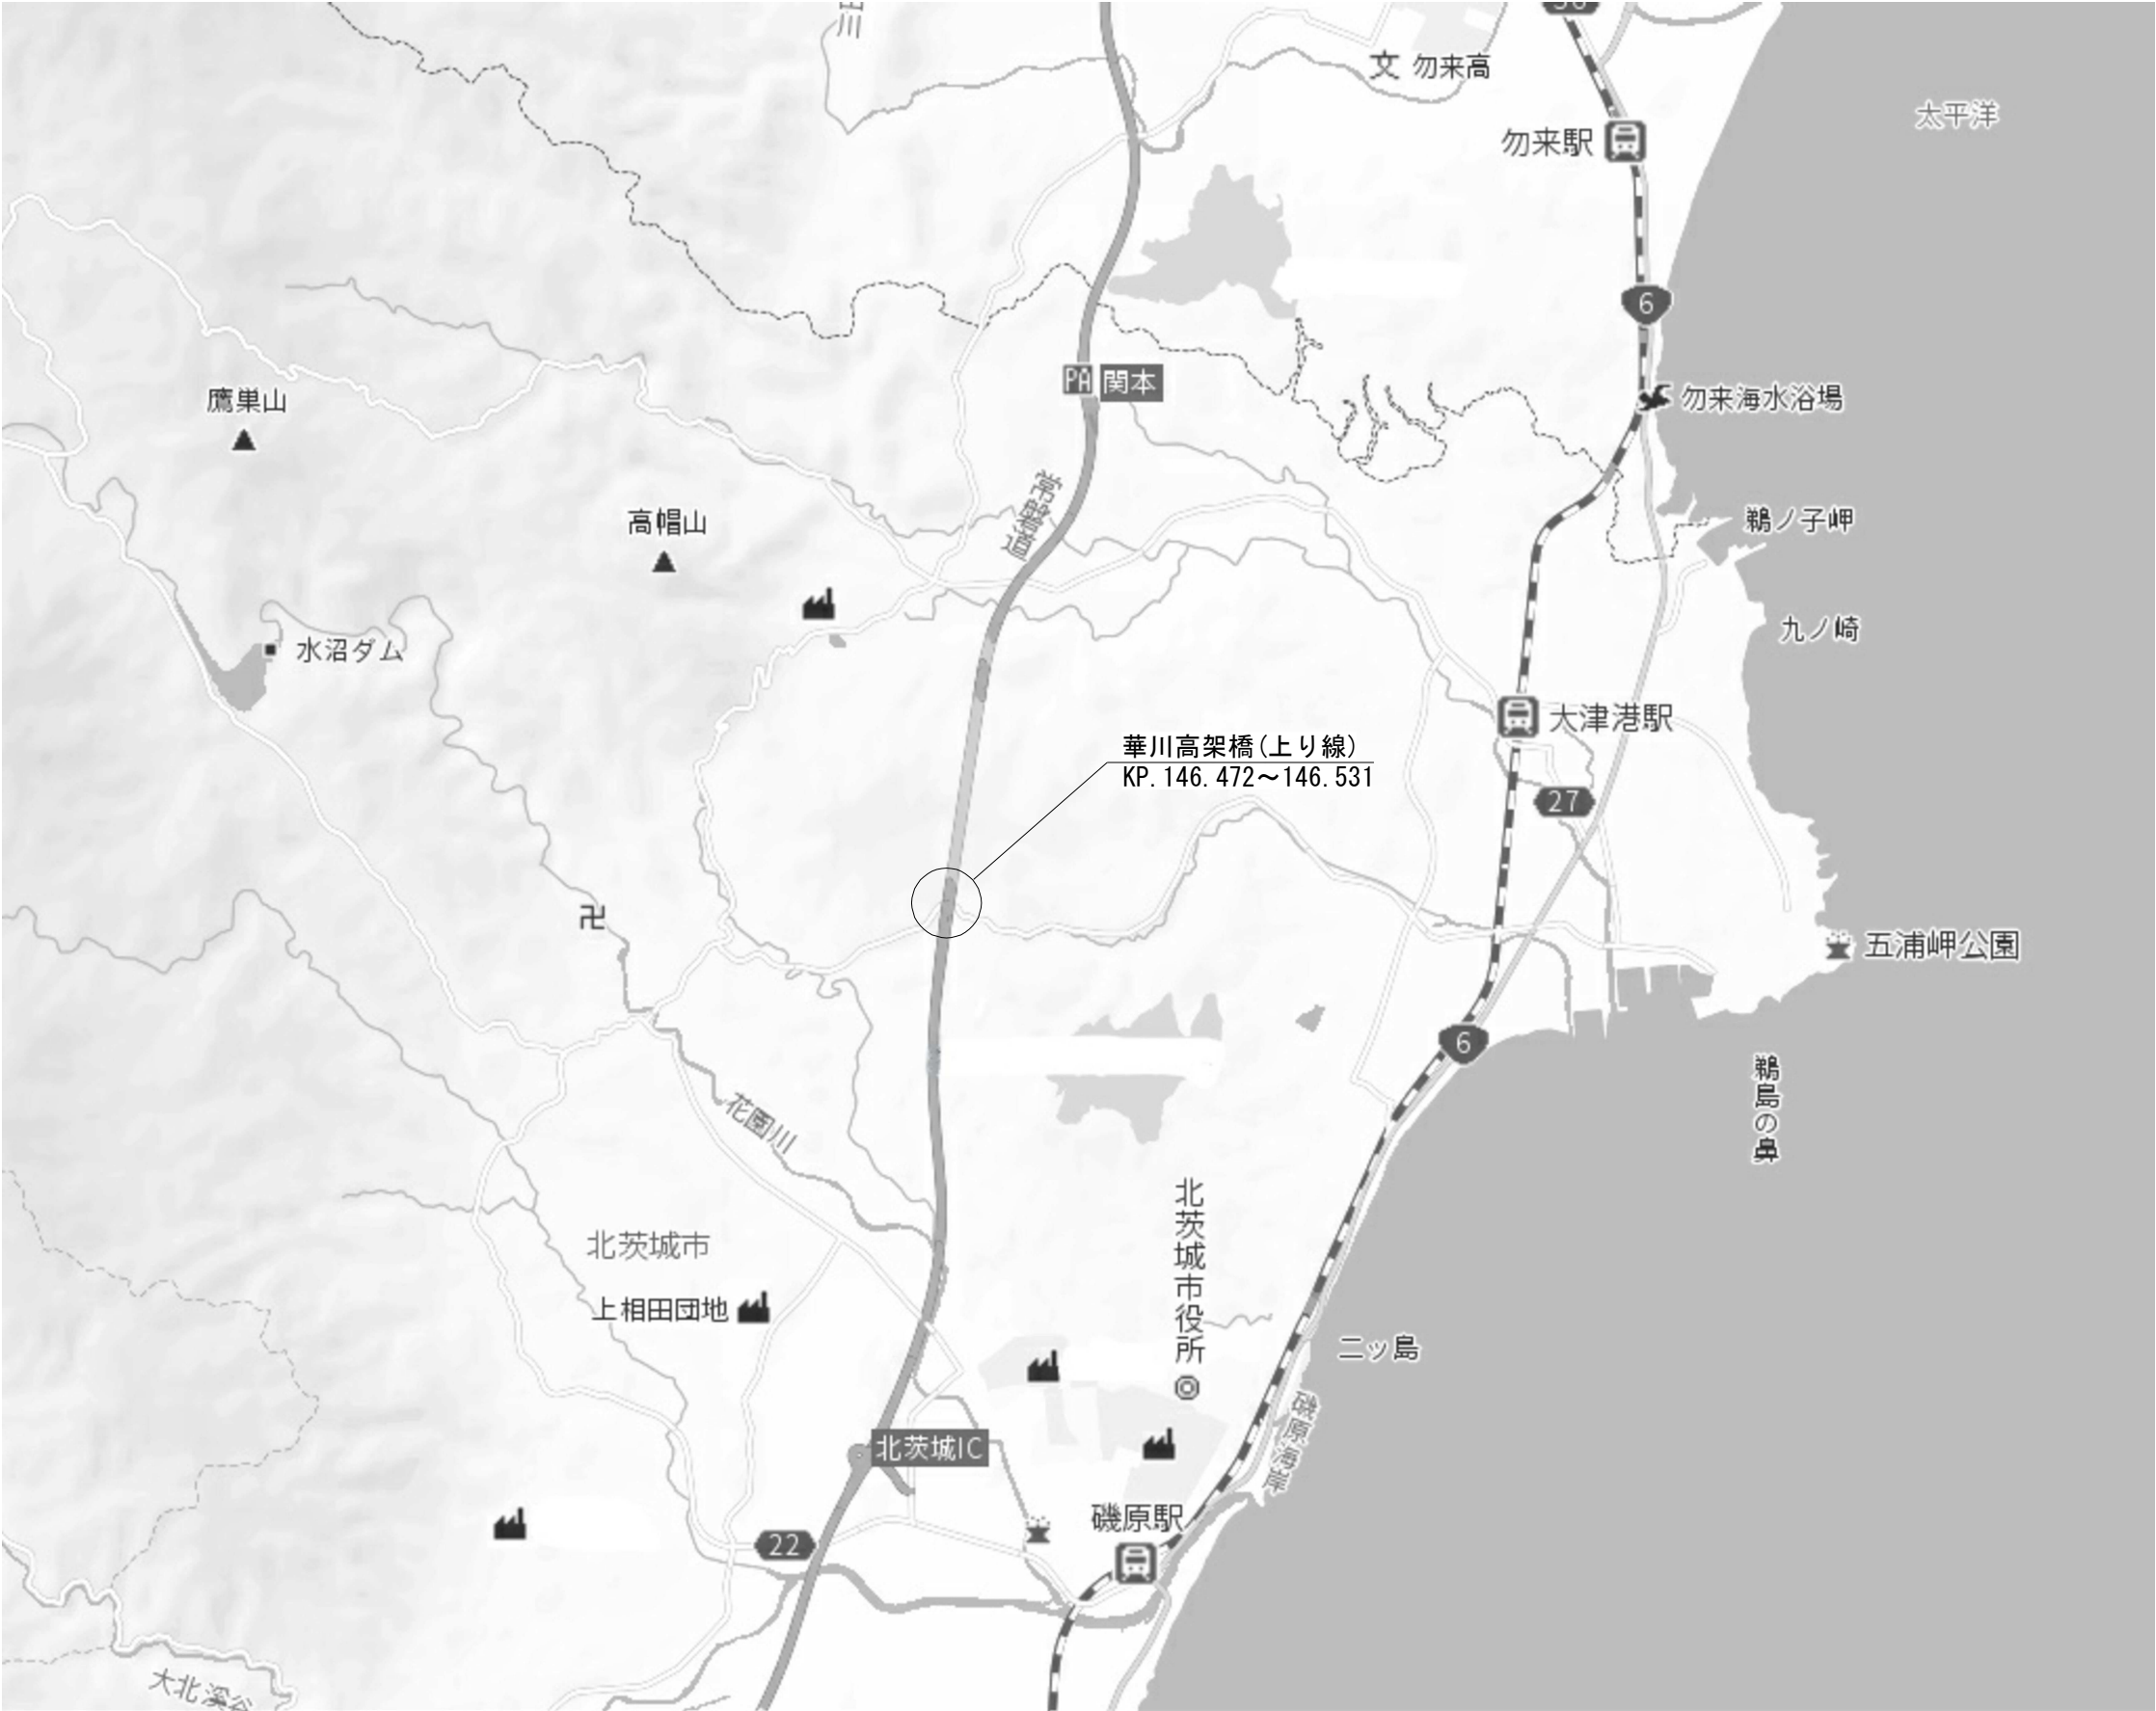 文 勿来高
太平洋
勿来駅
6
PA 関本
鷹巣山
勿来海水浴場
常磐道
高帽山
鵜ノ子岬
九ノ崎
水沼ダム
大津港駅
華川高架橋(上り線)
KP.146.472～146.531
27
卍
五浦岬公園
6
鵜島の鼻
花園川
北茨城市役所
北茨城市
上相田団地
二ッ島
磯原海岸
北茨城IC
磯原駅
22